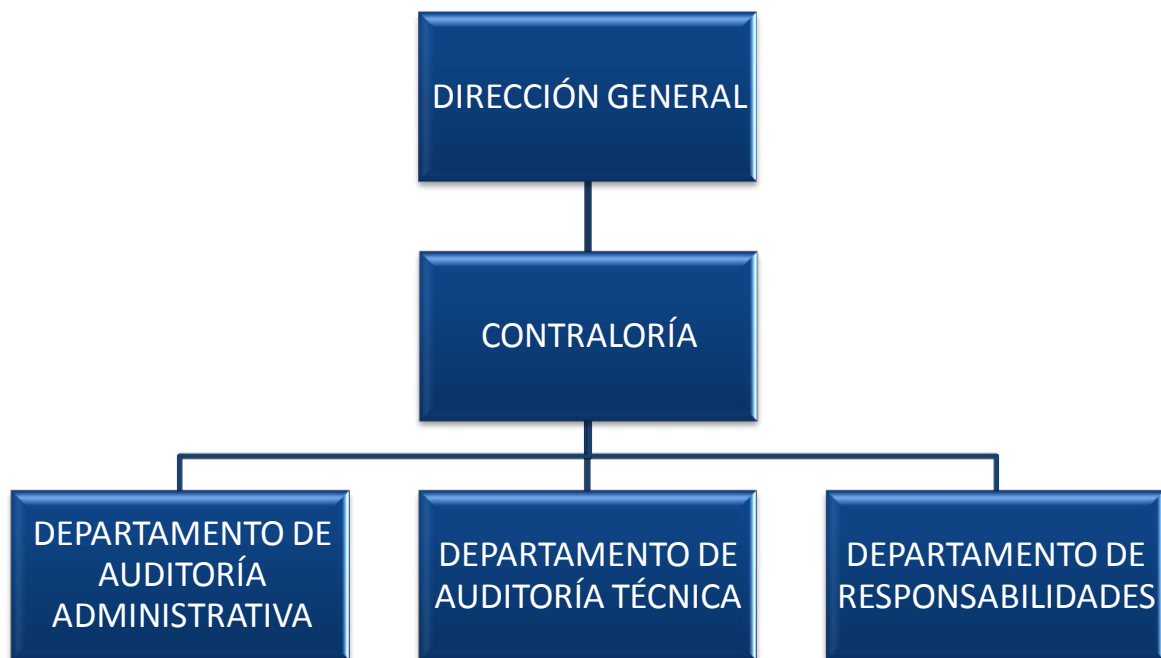 DIRECCIÓN GENERAL
CONTRALORÍA
DEPARTAMENTO DE
AUDITORÍA
ADMINISTRATIVA
DEPARTAMENTO DE
AUDITORÍA TÉCNICA
DEPARTAMENTO DE
RESPONSABILIDADES